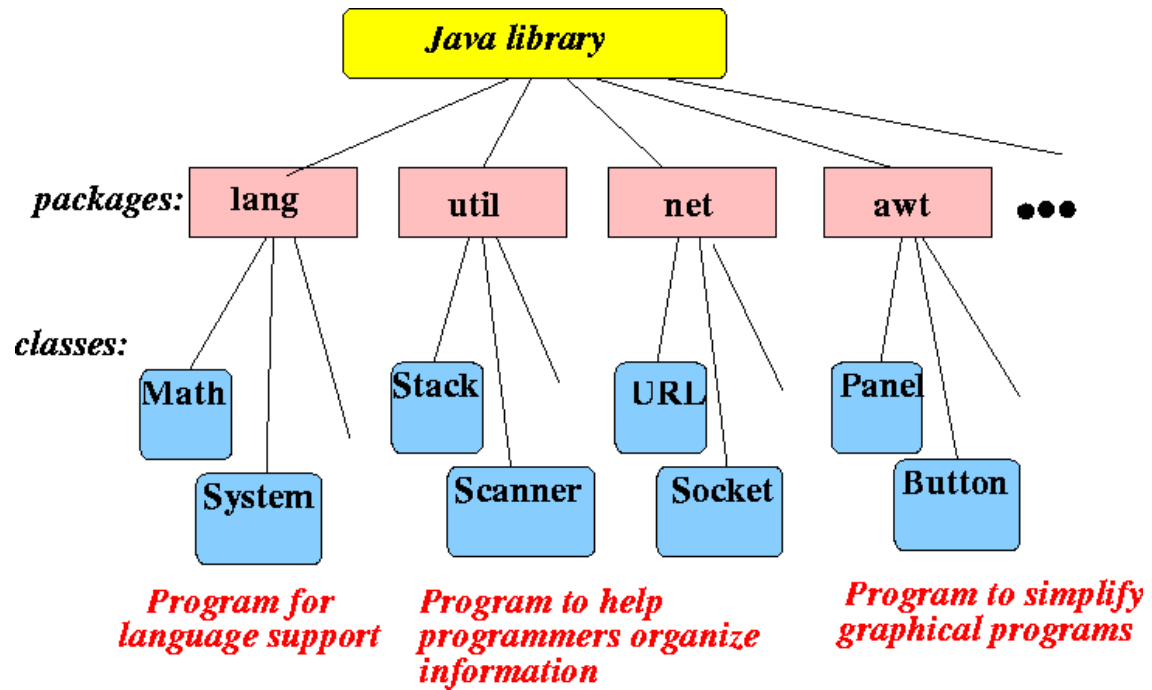 Java library
packages:
lang
util
net
awt
classes:
Math
Stack
URL
Panel
System
Scanner
Socket
Button
Program for
language support
Program to help
programmers organize
information
Program to simplify
graphical programs